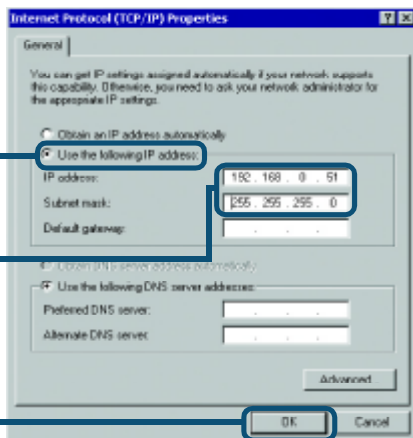 Internet Protocol (TCP/IP) Properties
General
You can get IP settings assigned automatically if your network supports
this capability. Otherwise, you need to ask your network administrator for
the appropriate IP settings.
Obtain an IP address automatically
Use the following IP address:
IP address: 192 . 168 . 0 . 51
Subnet mask: 255 . 255 . 255 . 0
Default gateway: . . .
Obtain DNS server address automatically
Use the following DNS server addresses:
Preferred DNS server: . . .
Alternate DNS server: . . .
Advanced...
OK Cancel